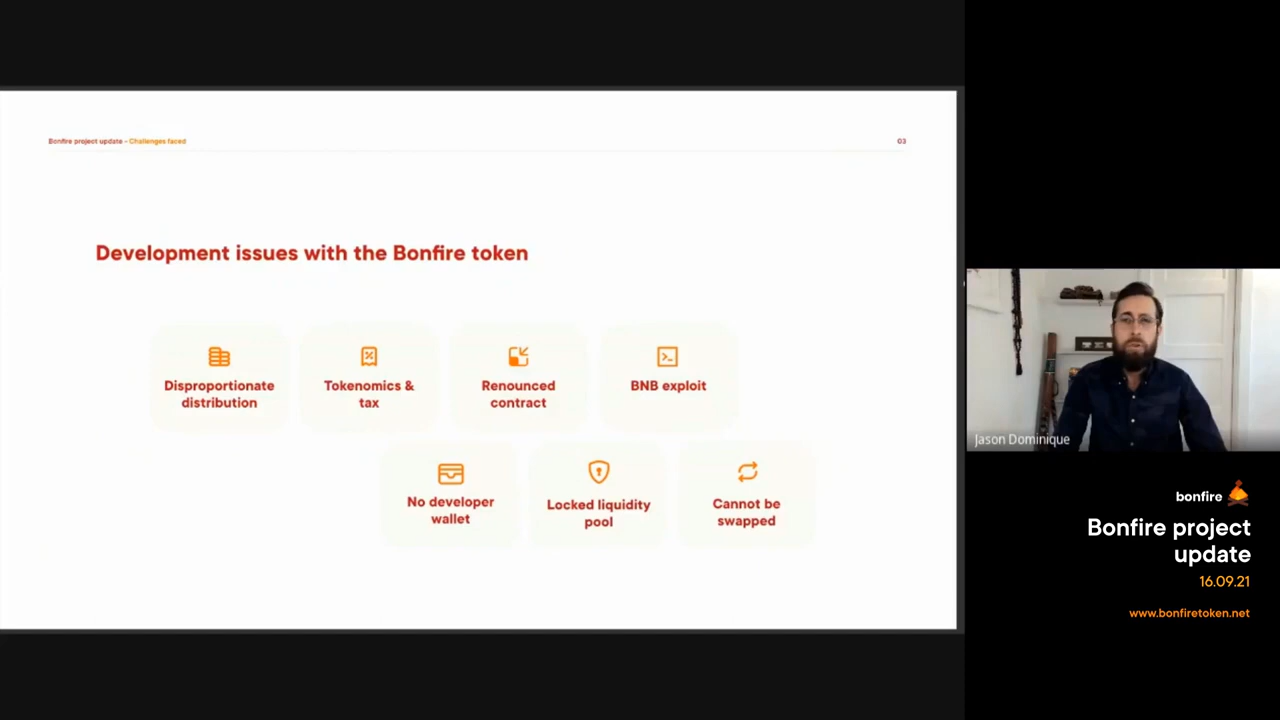 Bonfire project update - Challenges faced
03
Development issues with the Bonfire token
Disproportionate
distribution
Tokenomics &
tax
Renounced
contract
BNB exploit
No developer
wallet
Locked liquidity
pool
Cannot be
swapped
Jason Dominique
bonfire
Bonfire project
update
16.09.21
www.bonfiretoken.net